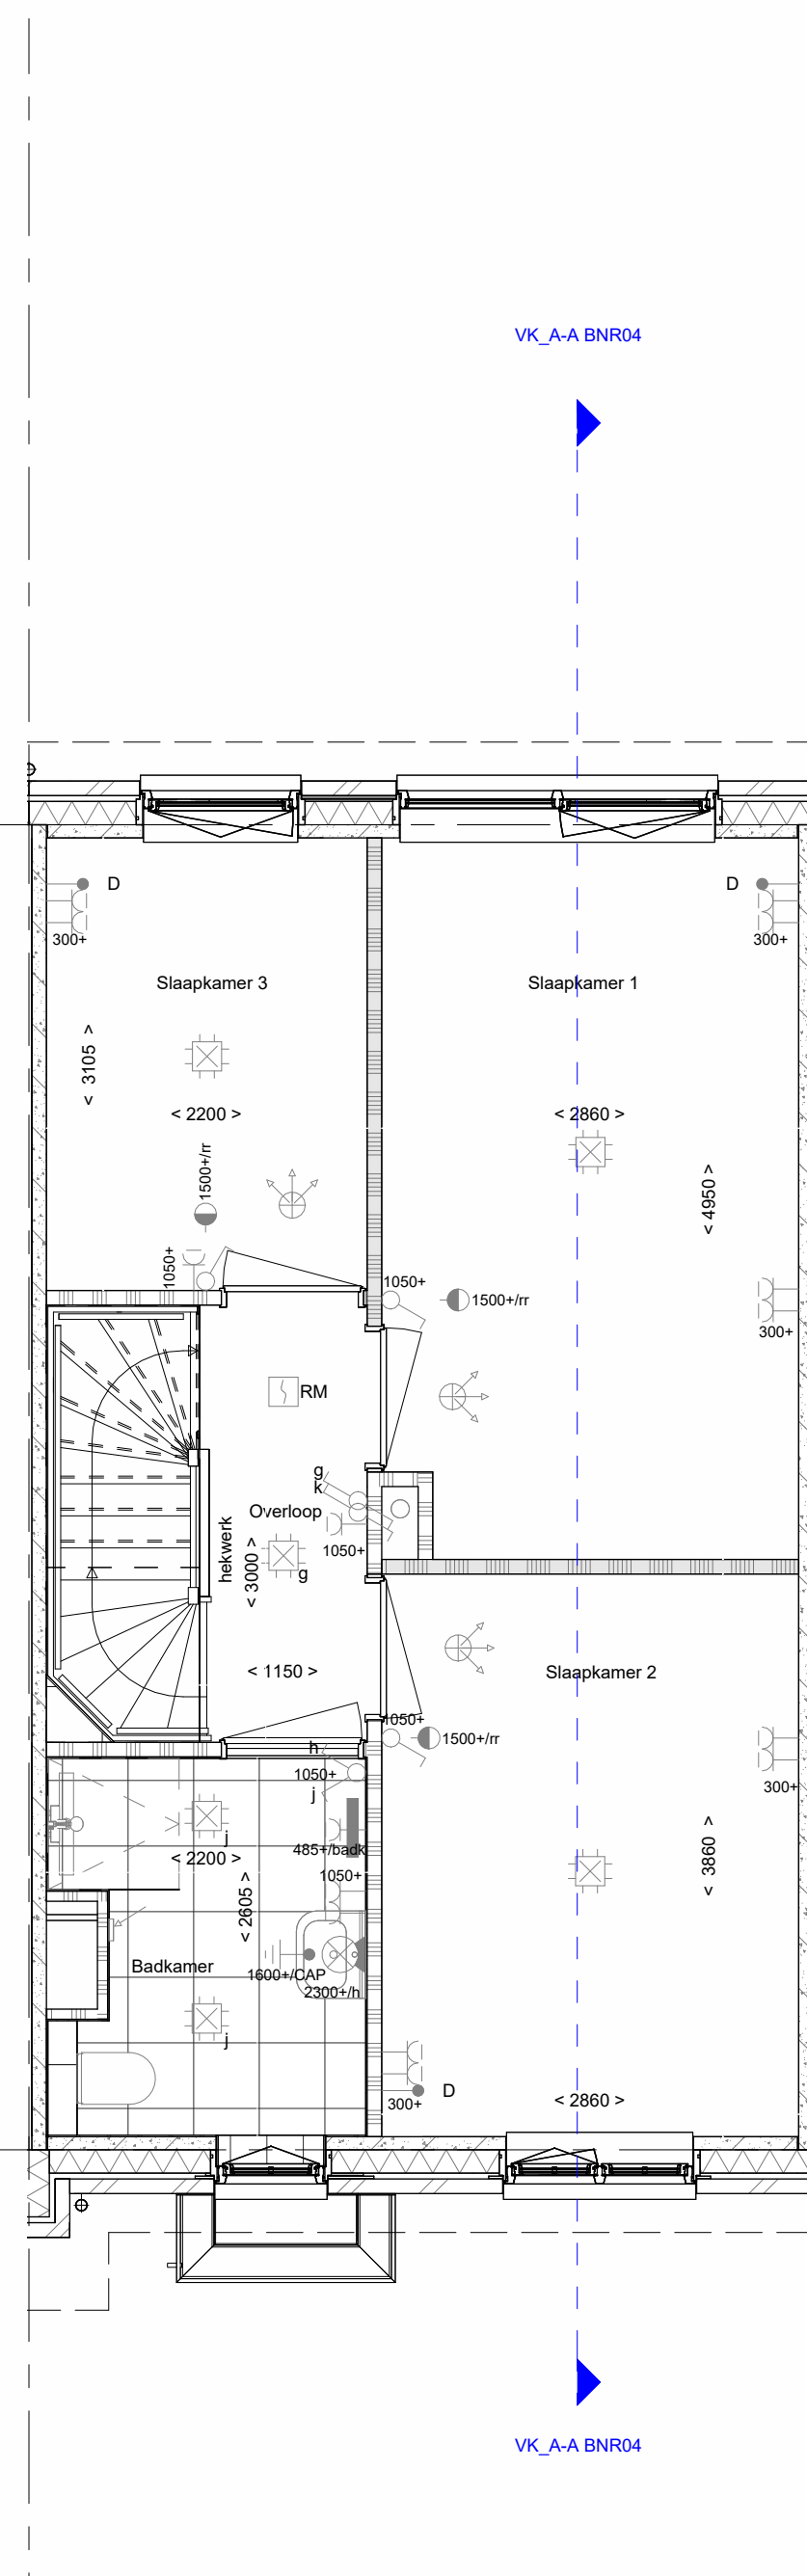 VK_A-A BNR04
D
D
300+
300+
Slaapkamer 3
Slaapkamer 1
< 3105 >
< 2200 >
< 2860 >
1500+/rr
< 4950 >
1050+
1050+
1500+/rr
300+
RM
g
k
Overloop
hekwerk
1050+
< 3000 >
g
< 1150 >
Slaapkamer 2
1050+
1500+/rr
h
1050+
j
300+
j
485+/badk
< 2200 >
1050+
< 2605 >
< 3860 >
Badkamer
1600+/CAP
2300+/h
j
D
300+
< 2860 >
VK_A-A BNR04